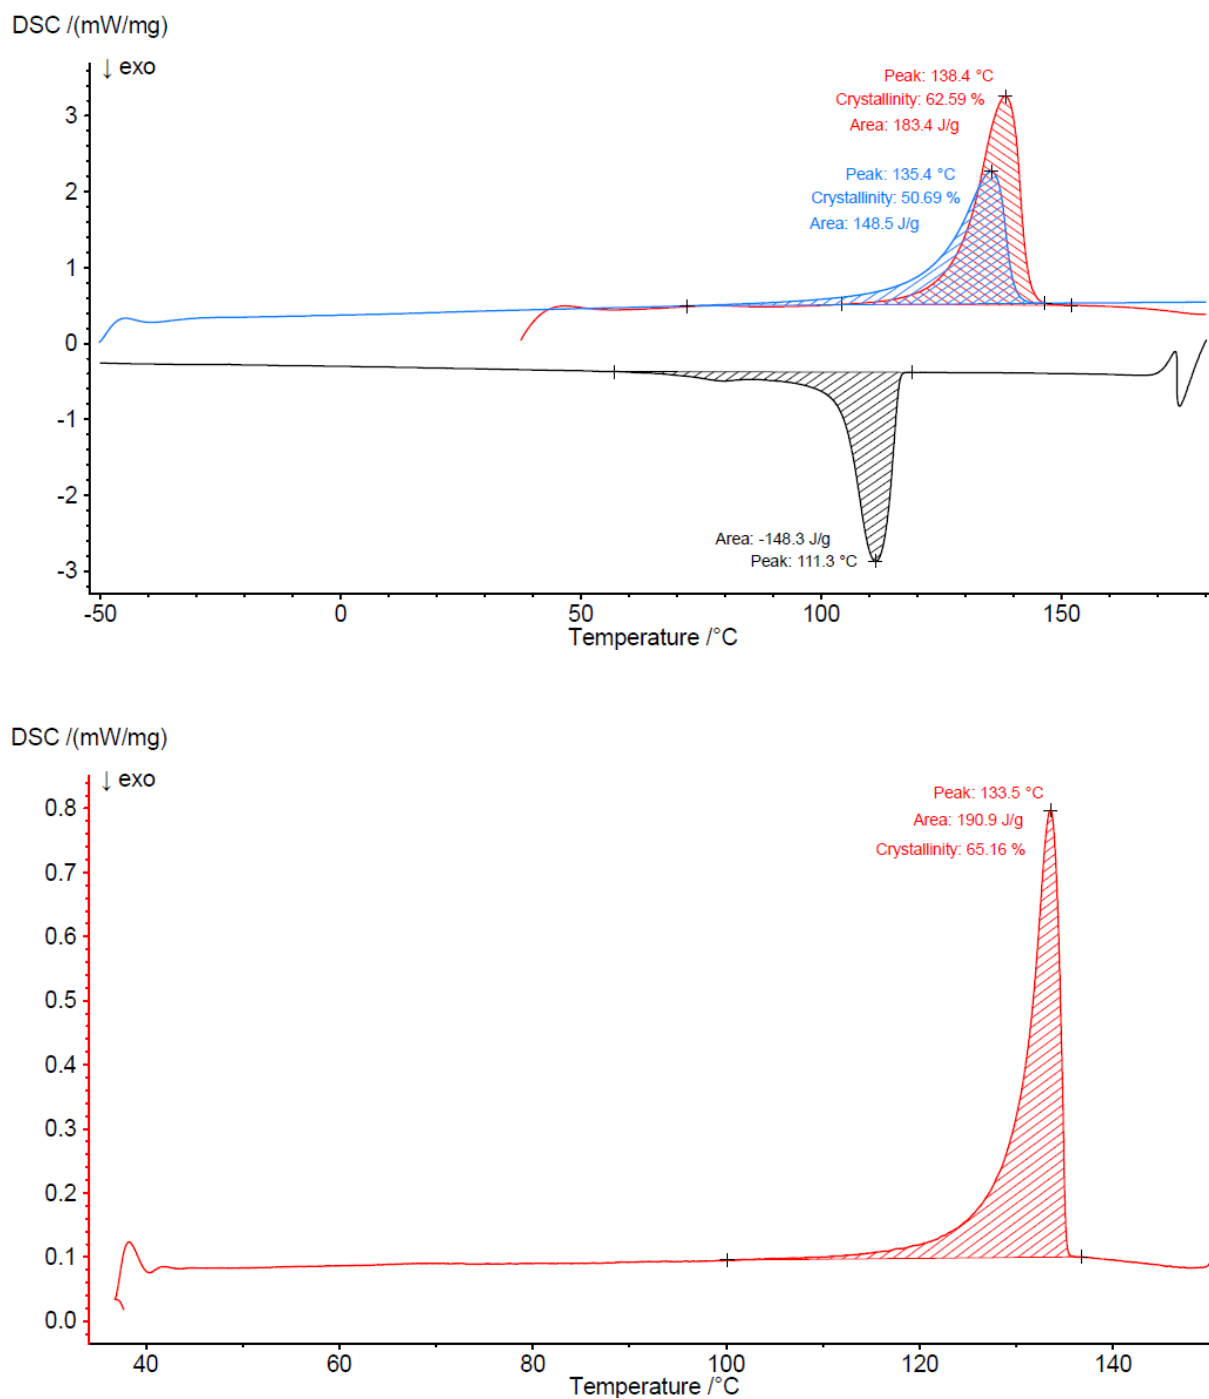 DSC /(mW/mg)
↓ exo
Peak: 138.4 °C
Crystallinity: 62.59 %
Area: 183.4 J/g
Peak: 135.4 °C
Crystallinity: 50.69 %
Area: 148.5 J/g
3
2
1
0
-1
-2
-3
Area: -148.3 J/g
Peak: 111.3 °C
-50 0 50 100 150
Temperature /°C
DSC /(mW/mg)
↓ exo
Peak: 133.5 °C
Area: 190.9 J/g
Crystallinity: 65.16 %
0.8
0.7
0.6
0.5
0.4
0.3
0.2
0.1
0.0
40 60 80 100 120 140
Temperature /°C